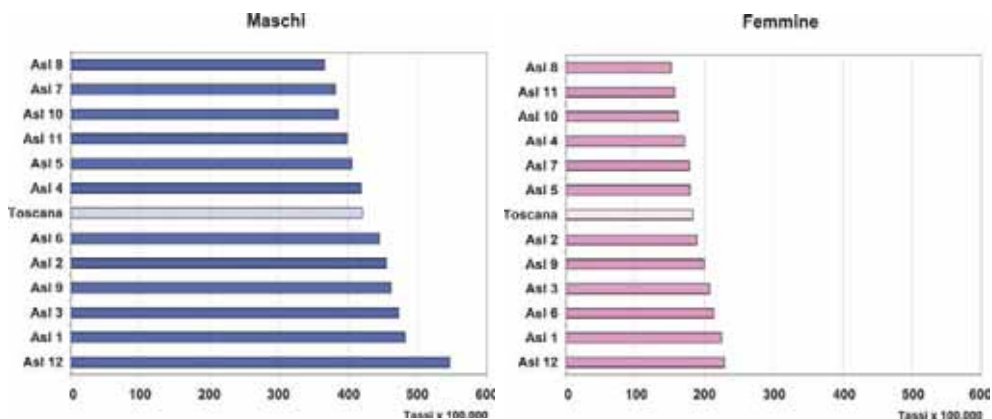 Maschi
Asl 8
Asl 7
Asl 10
Asl 11
Asl 5
Asl 4
Toscana
Asl 6
Asl 2
Asl 9
Asl 3
Asl 1
Asl 12
0 100 200 300 400 500 600
Tassi x 100.000
Femmine
Asl 8
Asl 11
Asl 10
Asl 4
Asl 7
Asl 5
Toscana
Asl 2
Asl 9
Asl 3
Asl 6
Asl 1
Asl 12
0 100 200 300 400 500 600
Tassi x 100.000